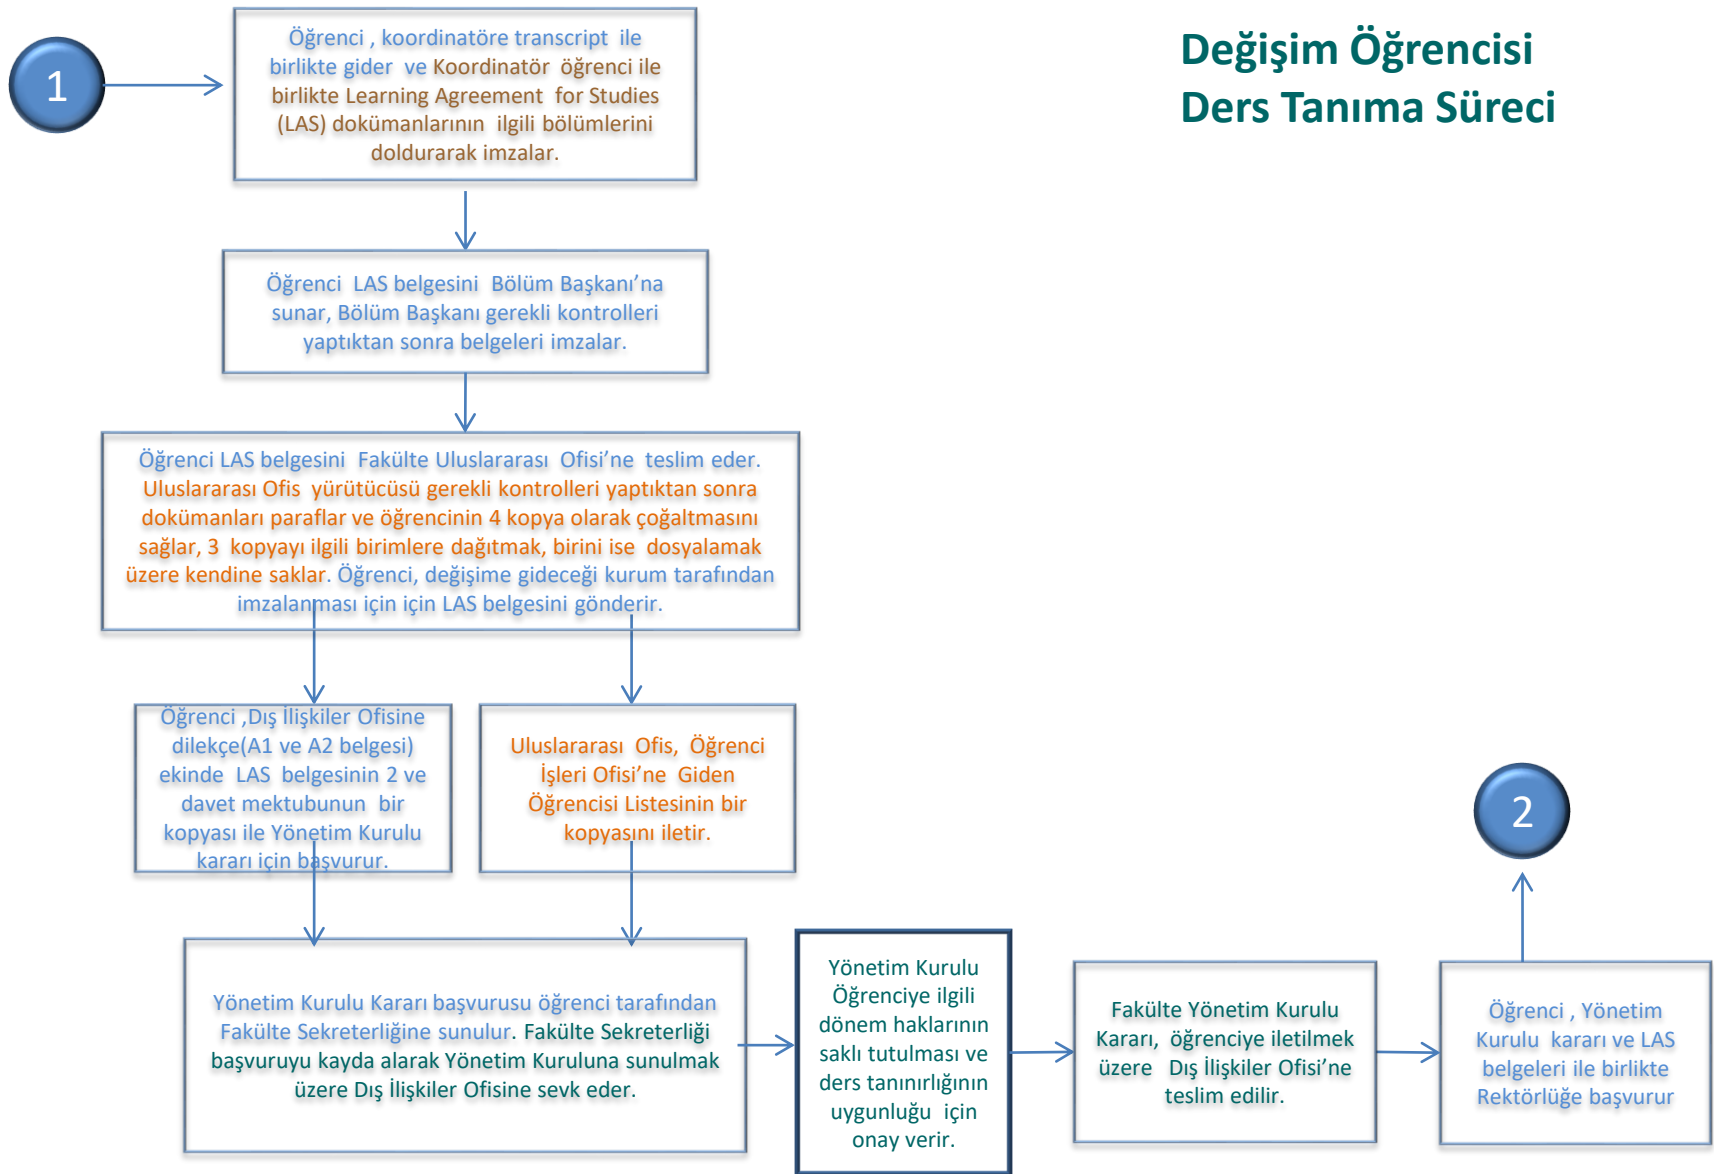 Değişim Öğrencisi
Ders Tanıma Süreci
1
Öğrenci , koordinatöre transcript ile
birlikte gider ve Koordinatör öğrenci ile
birlikte Learning Agreement for Studies
(LAS) dokümanlarının ilgili bölümlerini
doldurarak imzalar.
Öğrenci LAS belgesini Bölüm Başkanı’na
sunar, Bölüm Başkanı gerekli kontrolleri
yaptıktan sonra belgeleri imzalar.
Öğrenci LAS belgesini Fakülte Uluslararası Ofisi’ne teslim eder.
Uluslararası Ofis yürütücüsü gerekli kontrolleri yaptıktan sonra
dokümanları paraflar ve öğrencinin 4 kopya olarak çoğaltmasını
sağlar, 3 kopyayı ilgili birimlere dağıtmak, birini ise dosyalamak
üzere kendine saklar. Öğrenci, değişime gideceği kurum tarafından
imzalanması için için LAS belgesini gönderir.
Öğrenci ,Dış İlişkiler Ofisine
dilekçe(A1 ve A2 belgesi)
ekinde LAS belgesinin 2 ve
davet mektubunun bir
kopyası ile Yönetim Kurulu
kararı için başvurur.
Uluslararası Ofis, Öğrenci
İşleri Ofisi’ne Giden
Öğrencisi Listesinin bir
kopyasını iletir.
Yönetim Kurulu Kararı başvurusu öğrenci tarafından
Fakülte Sekreterliğine sunulur. Fakülte Sekreterliği
başvuruyu kayda alarak Yönetim Kuruluna sunulmak
üzere Dış İlişkiler Ofisine sevk eder.
Yönetim Kurulu
Öğrenciye ilgili
dönem haklarının
saklı tutulması ve
ders tanınırlığının
uygunluğu için
onay verir.
Fakülte Yönetim Kurulu
Kararı, öğrenciye iletilmek
üzere Dış İlişkiler Ofisi’ne
teslim edilir.
Öğrenci , Yönetim
Kurulu kararı ve LAS
belgeleri ile birlikte
Rektörlüğe başvurur
2